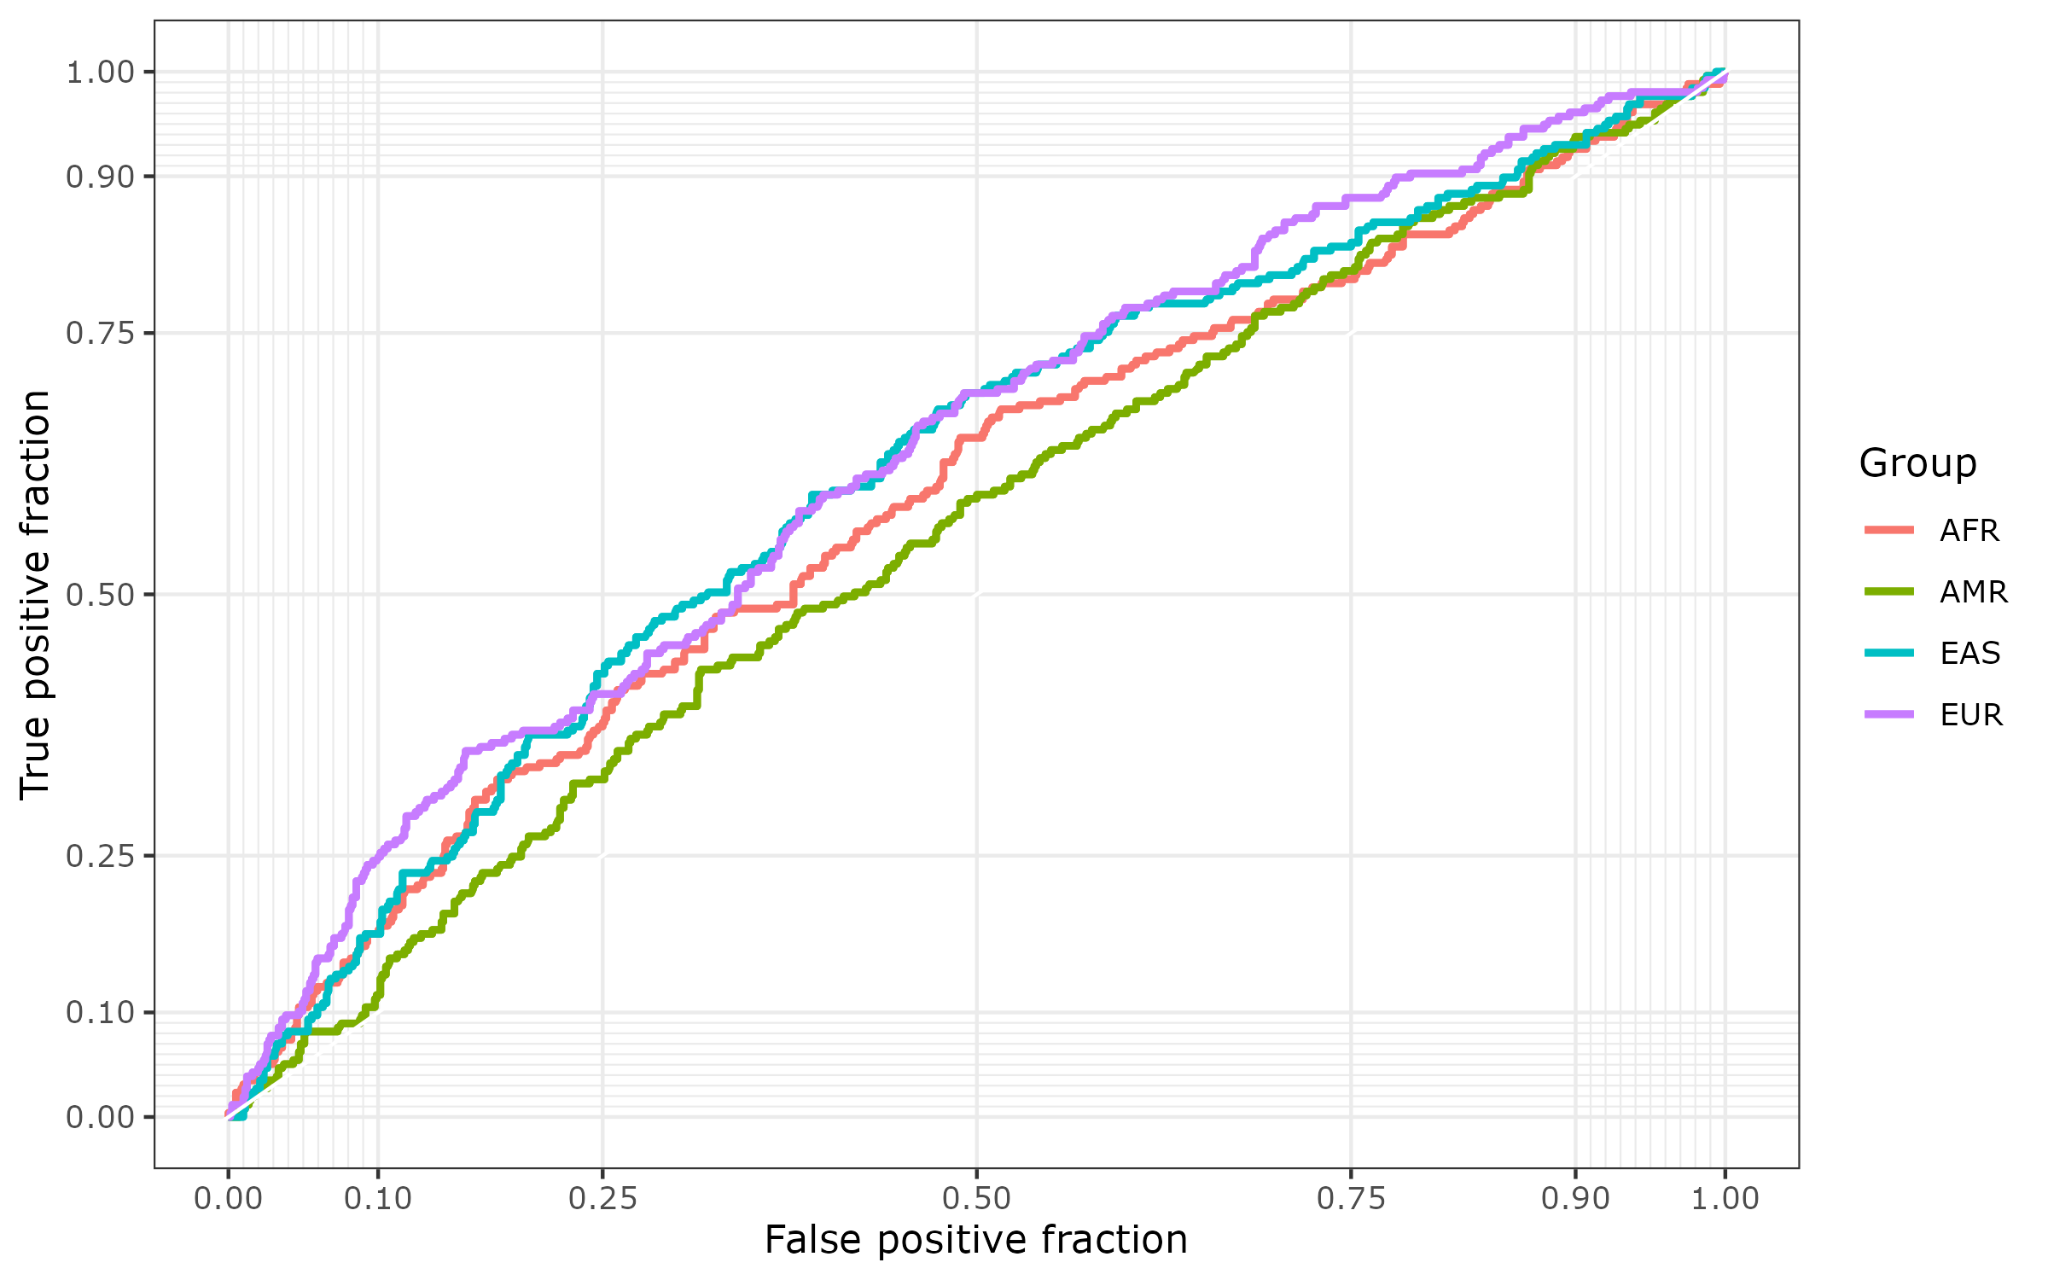 1.00
0.90
0.75
0.50
0.25
0.10
0.00
True positive fraction
0.00 0.10 0.25 0.50 0.75 0.90 1.00
False positive fraction
Group
AFR
AMR
EAS
EUR